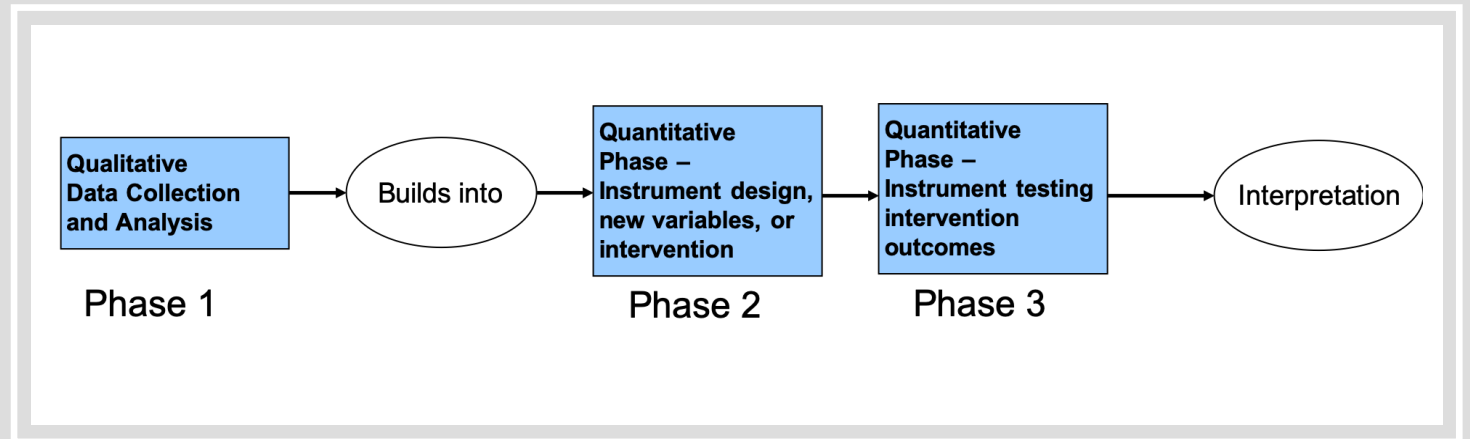 Qualitative
Data Collection
and Analysis
Phase 1
Builds into
Quantitative
Phase –
Instrument design,
new variables, or
intervention
Phase 2
Quantitative
Phase –
Instrument testing
intervention
outcomes
Phase 3
Interpretation